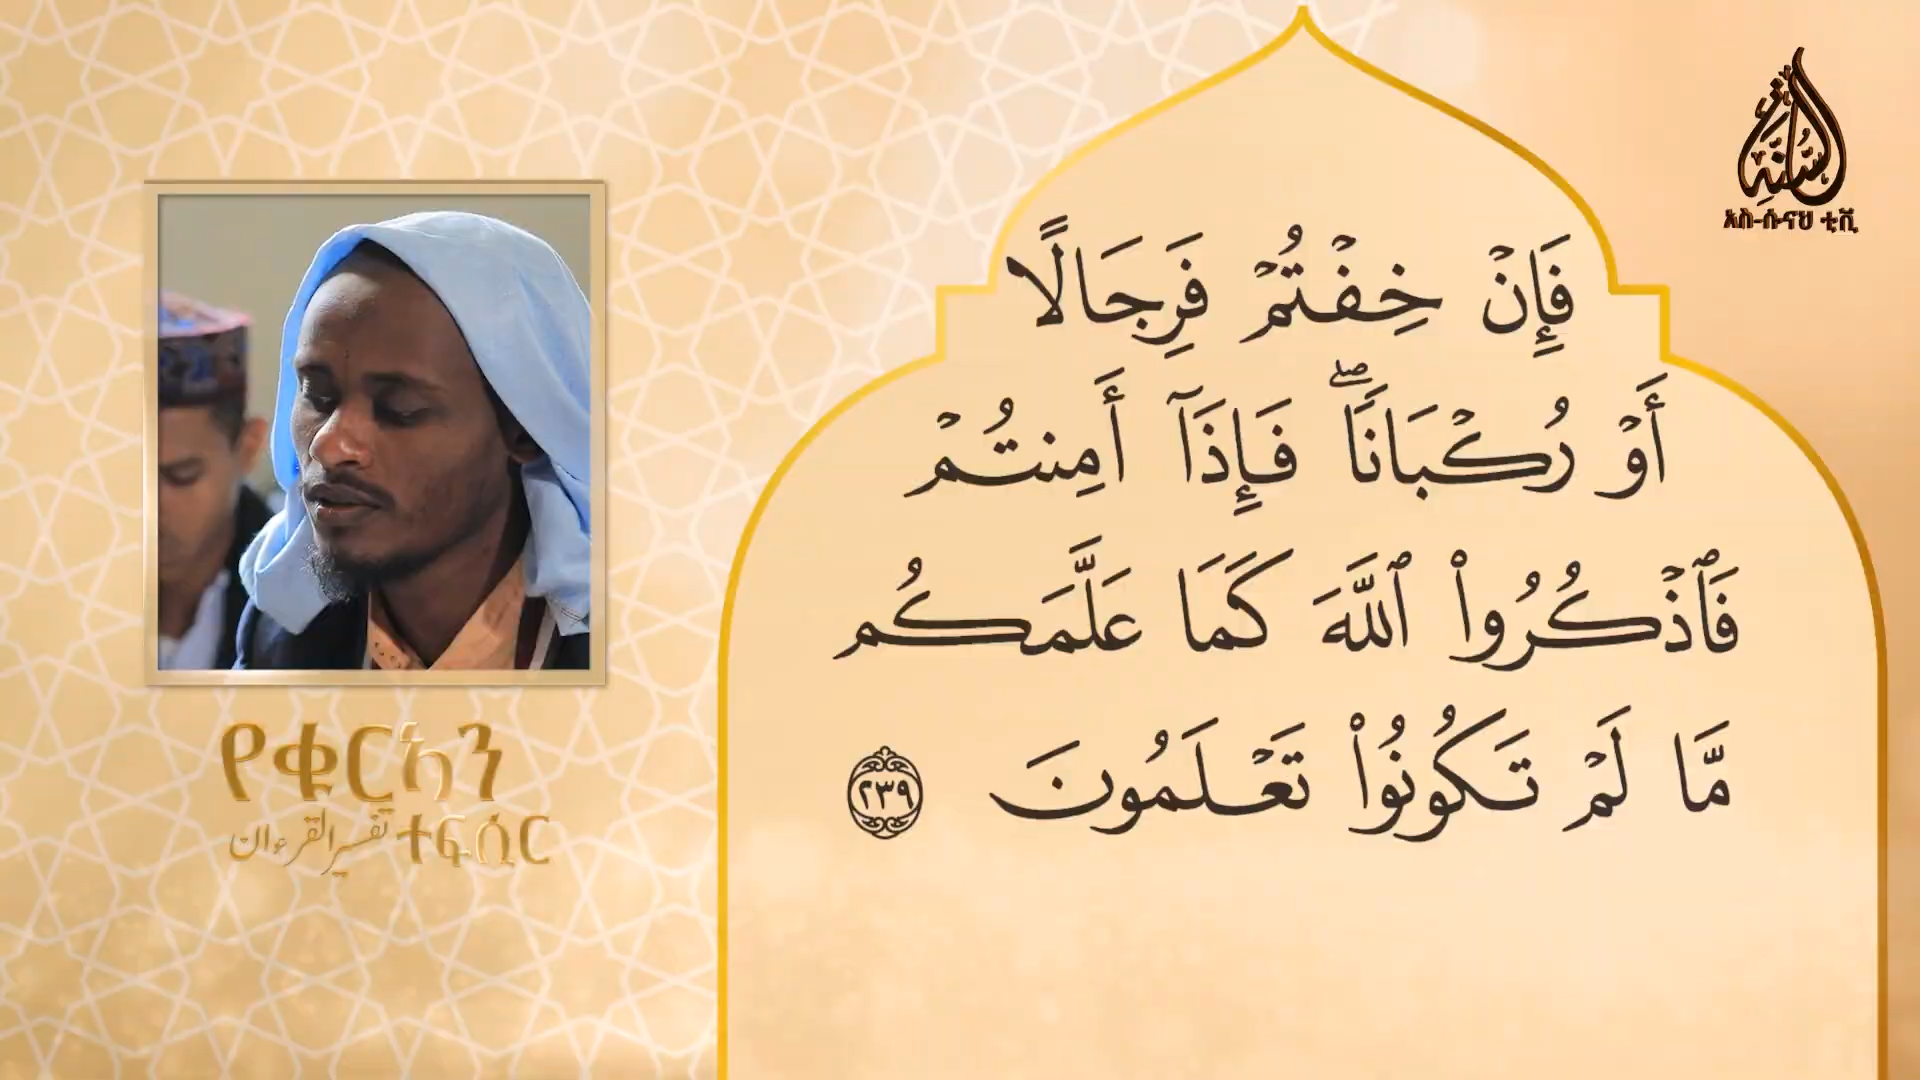 السنة
አስ-ሱናህ ቲቪ
فَإِنْ خِفْتُمْ فَرِجَالًا
أَوْ رُكْبَانًا ۖ فَإِذَآ أَمِنتُمْ
فَٱذْكُرُوا۟ ٱللَّهَ كَمَا عَلَّمَكُم
مَّا لَمْ تَكُونُوا۟ تَعْلَمُونَ ٢٣٩
የቁርኣን
ተፍሲር تفسير القرءان